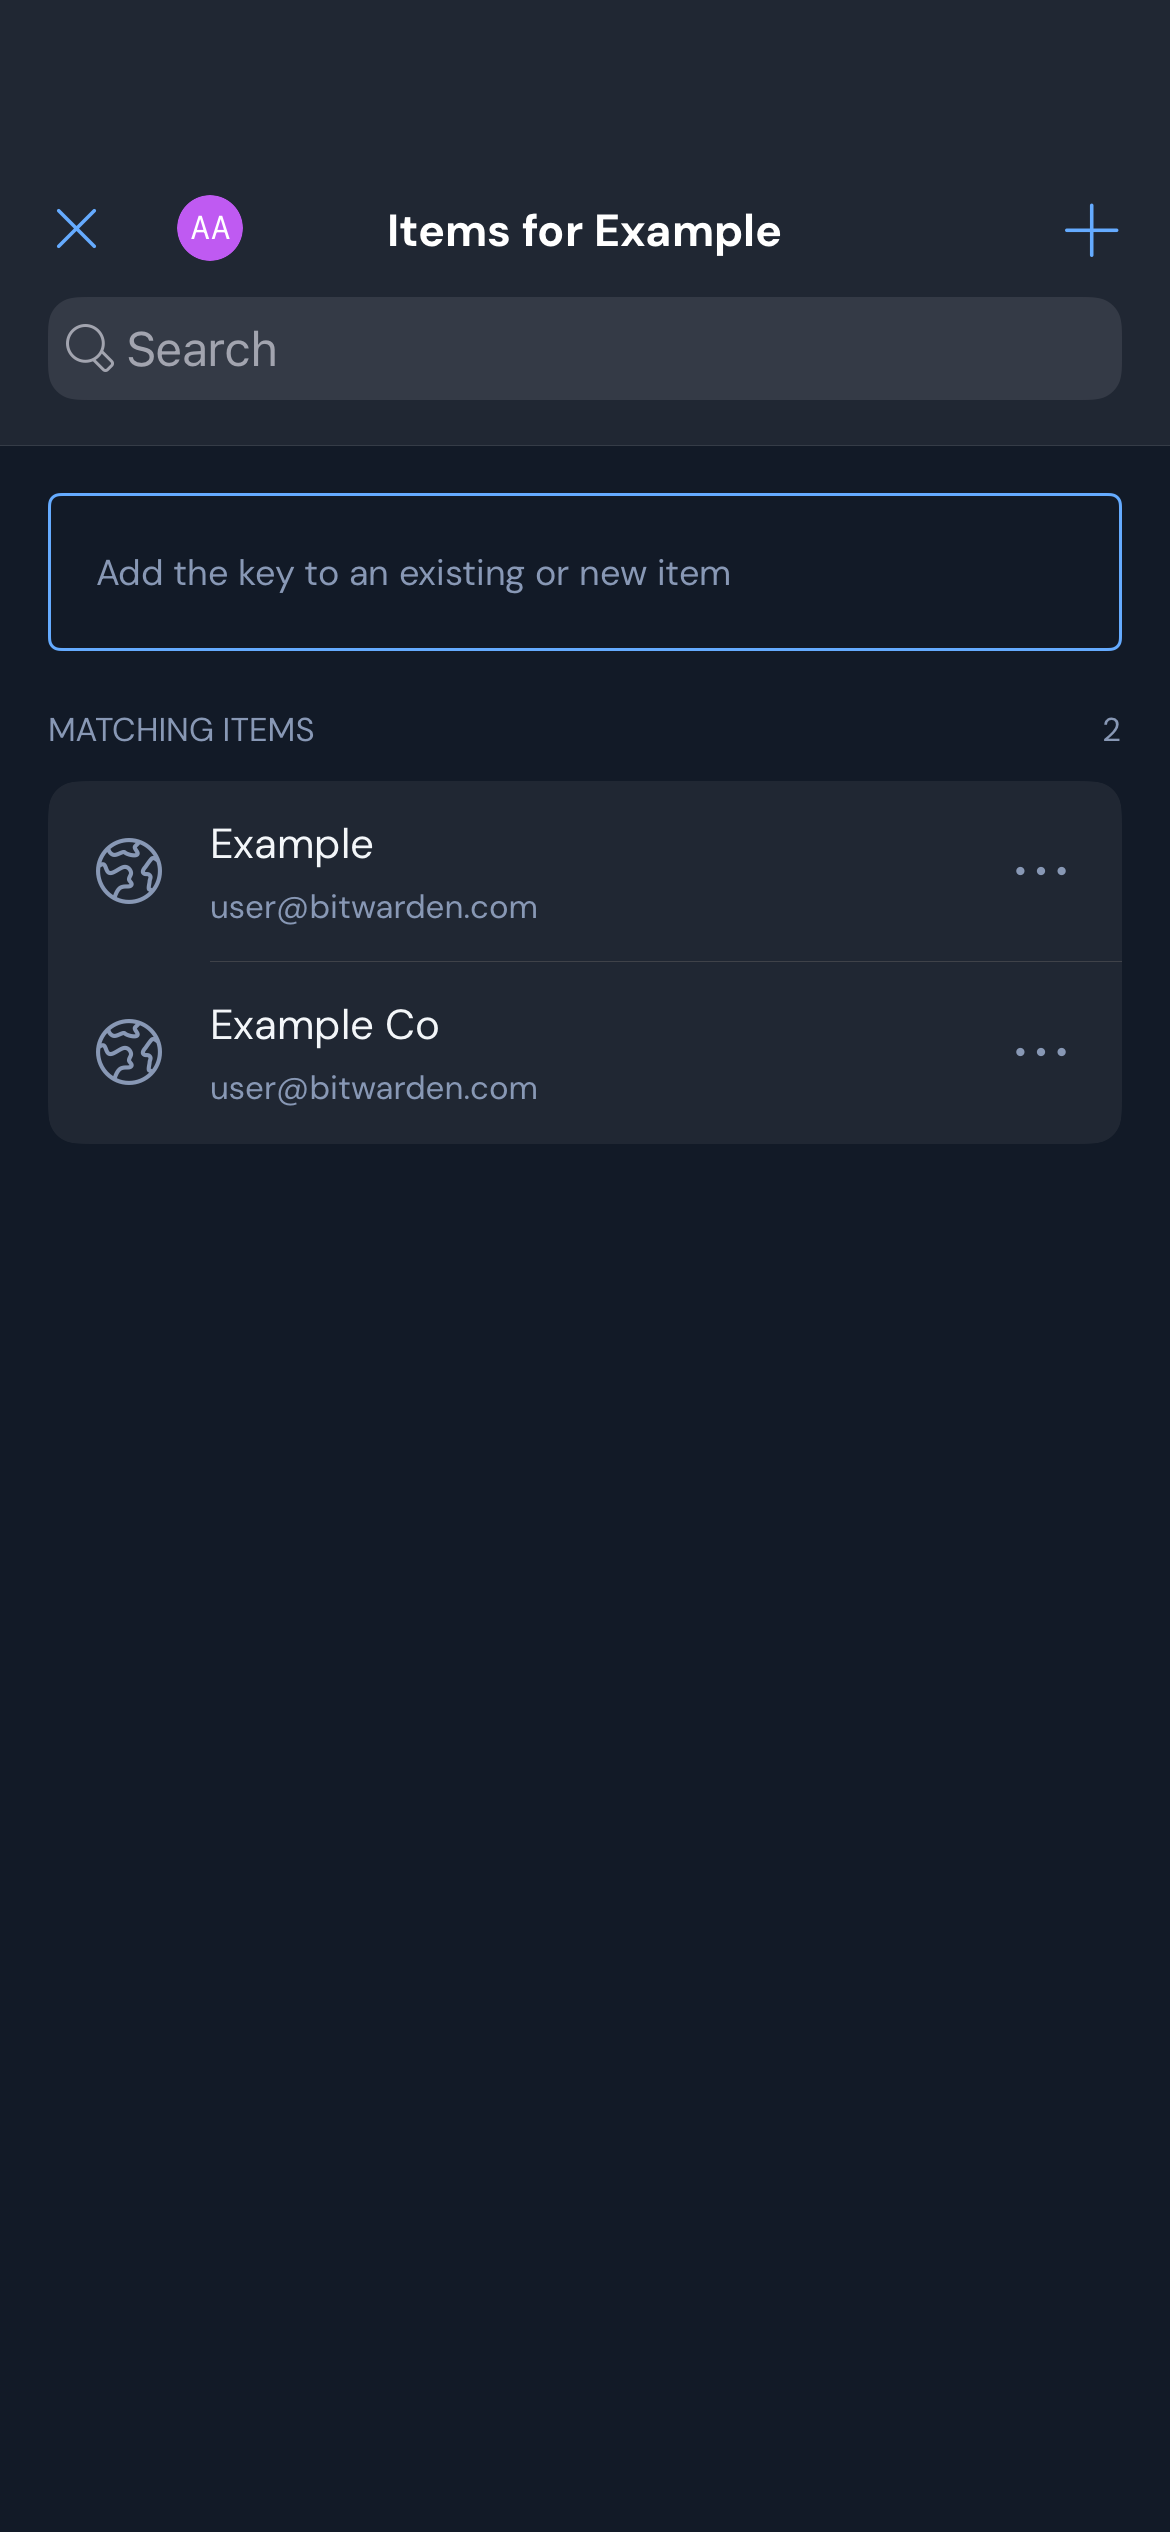 AA
Items for Example
Search
Add the key to an existing or new item
MATCHING ITEMS
2
Example
user@bitwarden.com
Example Co
user@bitwarden.com